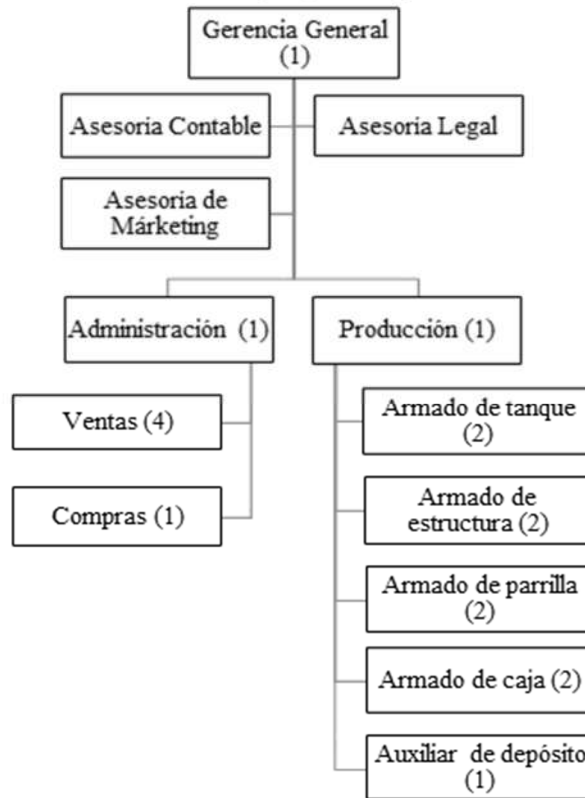 Gerencia General
(1)
Asesoria Contable
Asesoria Legal
Asesoria de
Márketing
Administración (1)
Producción (1)
Ventas (4)
Compras (1)
Armado de tanque
(2)
Armado de
estructura (2)
Armado de parrilla
(2)
Armado de caja (2)
Auxiliar de depósito
(1)